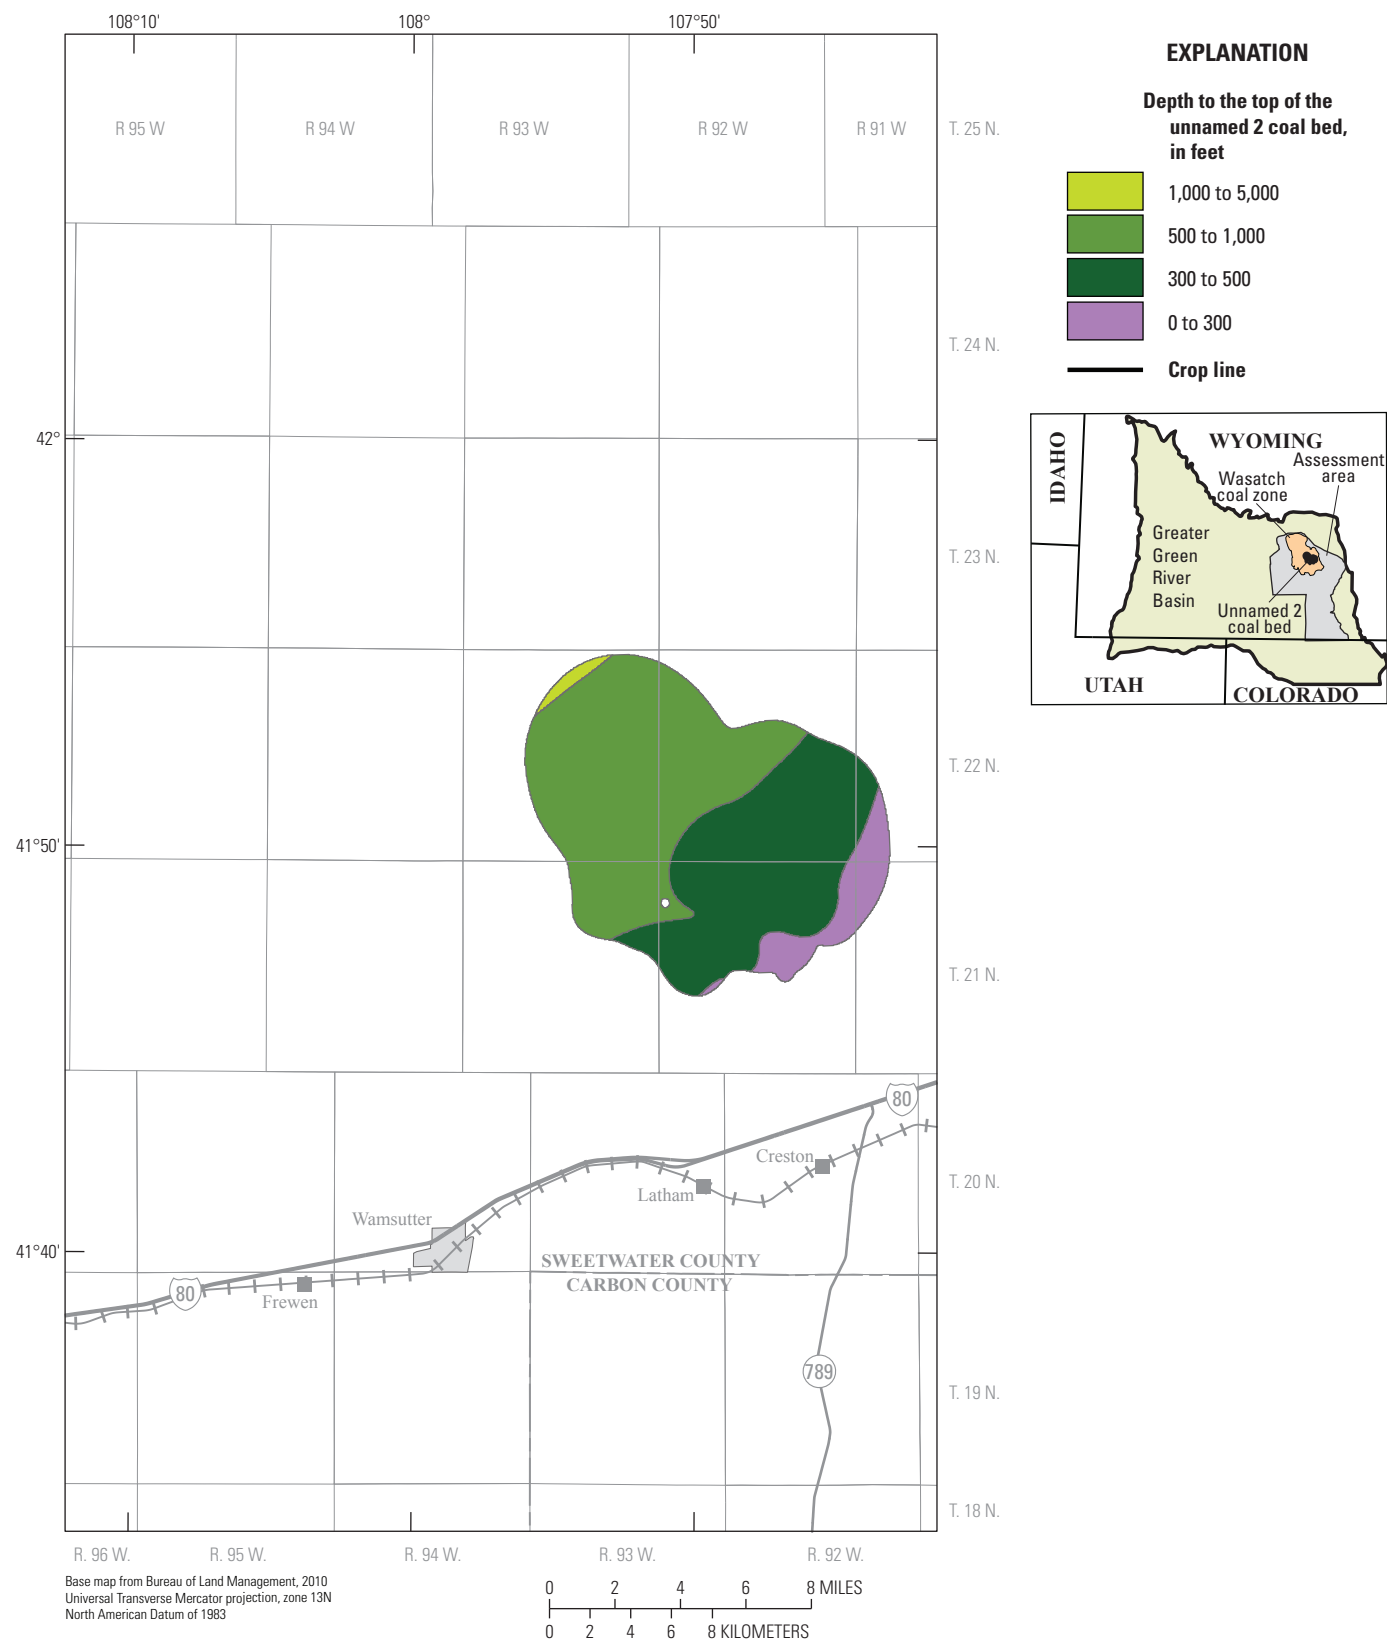 108°10'
108°
107°50'
R 95 W
R 94 W
R 93 W
R 92 W
R 91 W
T. 25 N.
T. 24 N.
42°
T. 23 N.
T. 22 N.
41°50'
T. 21 N.
80
Creston
Latham
T. 20 N.
Wamsutter
41°40'
SWEETWATER COUNTY
CARBON COUNTY
80
Frewen
789
T. 19 N.
T. 18 N.
R. 96 W.
R. 95 W.
R. 94 W.
R. 93 W.
R. 92 W.
Base map from Bureau of Land Management, 2010
Universal Transverse Mercator projection, zone 13N
North American Datum of 1983
0 2 4 6 8 MILES
0 2 4 6 8 KILOMETERS
EXPLANATION
Depth to the top of the
unnamed 2 coal bed,
in feet
1,000 to 5,000
500 to 1,000
300 to 500
0 to 300
Crop line
IDAHO
WYOMING
Assessment
area
Wasatch
coal zone
Greater
Green
River
Basin
Unnamed 2
coal bed
UTAH
COLORADO